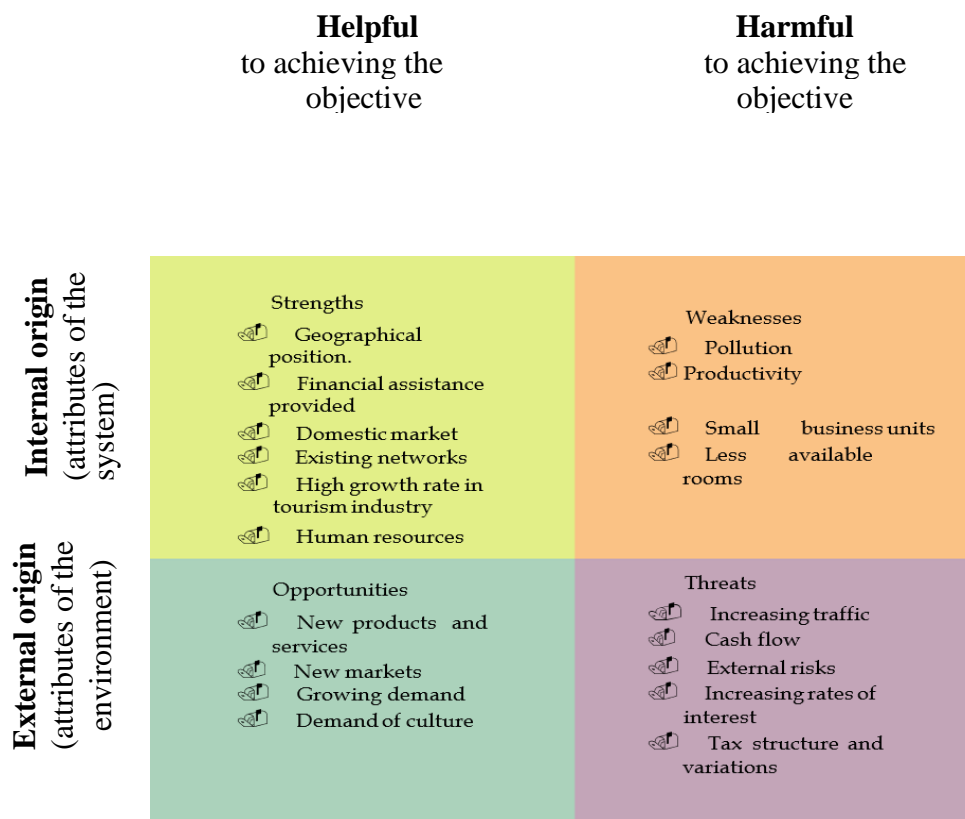 Helpful
to achieving the
objective
Harmful
to achieving the
objective
Internal origin
(attributes of the
system)
Strengths
Geographical
position.
Financial assistance
provided
Domestic market
Existing networks
High growth rate in
tourism industry
Human resources
Weaknesses
Pollution
Productivity
Small business units
Less available
rooms
External origin
(attributes of the
environment)
Opportunities
New products and
services
New markets
Growing demand
Demand of culture
Threats
Increasing traffic
Cash flow
External risks
Increasing rates of
interest
Tax structure and
variations